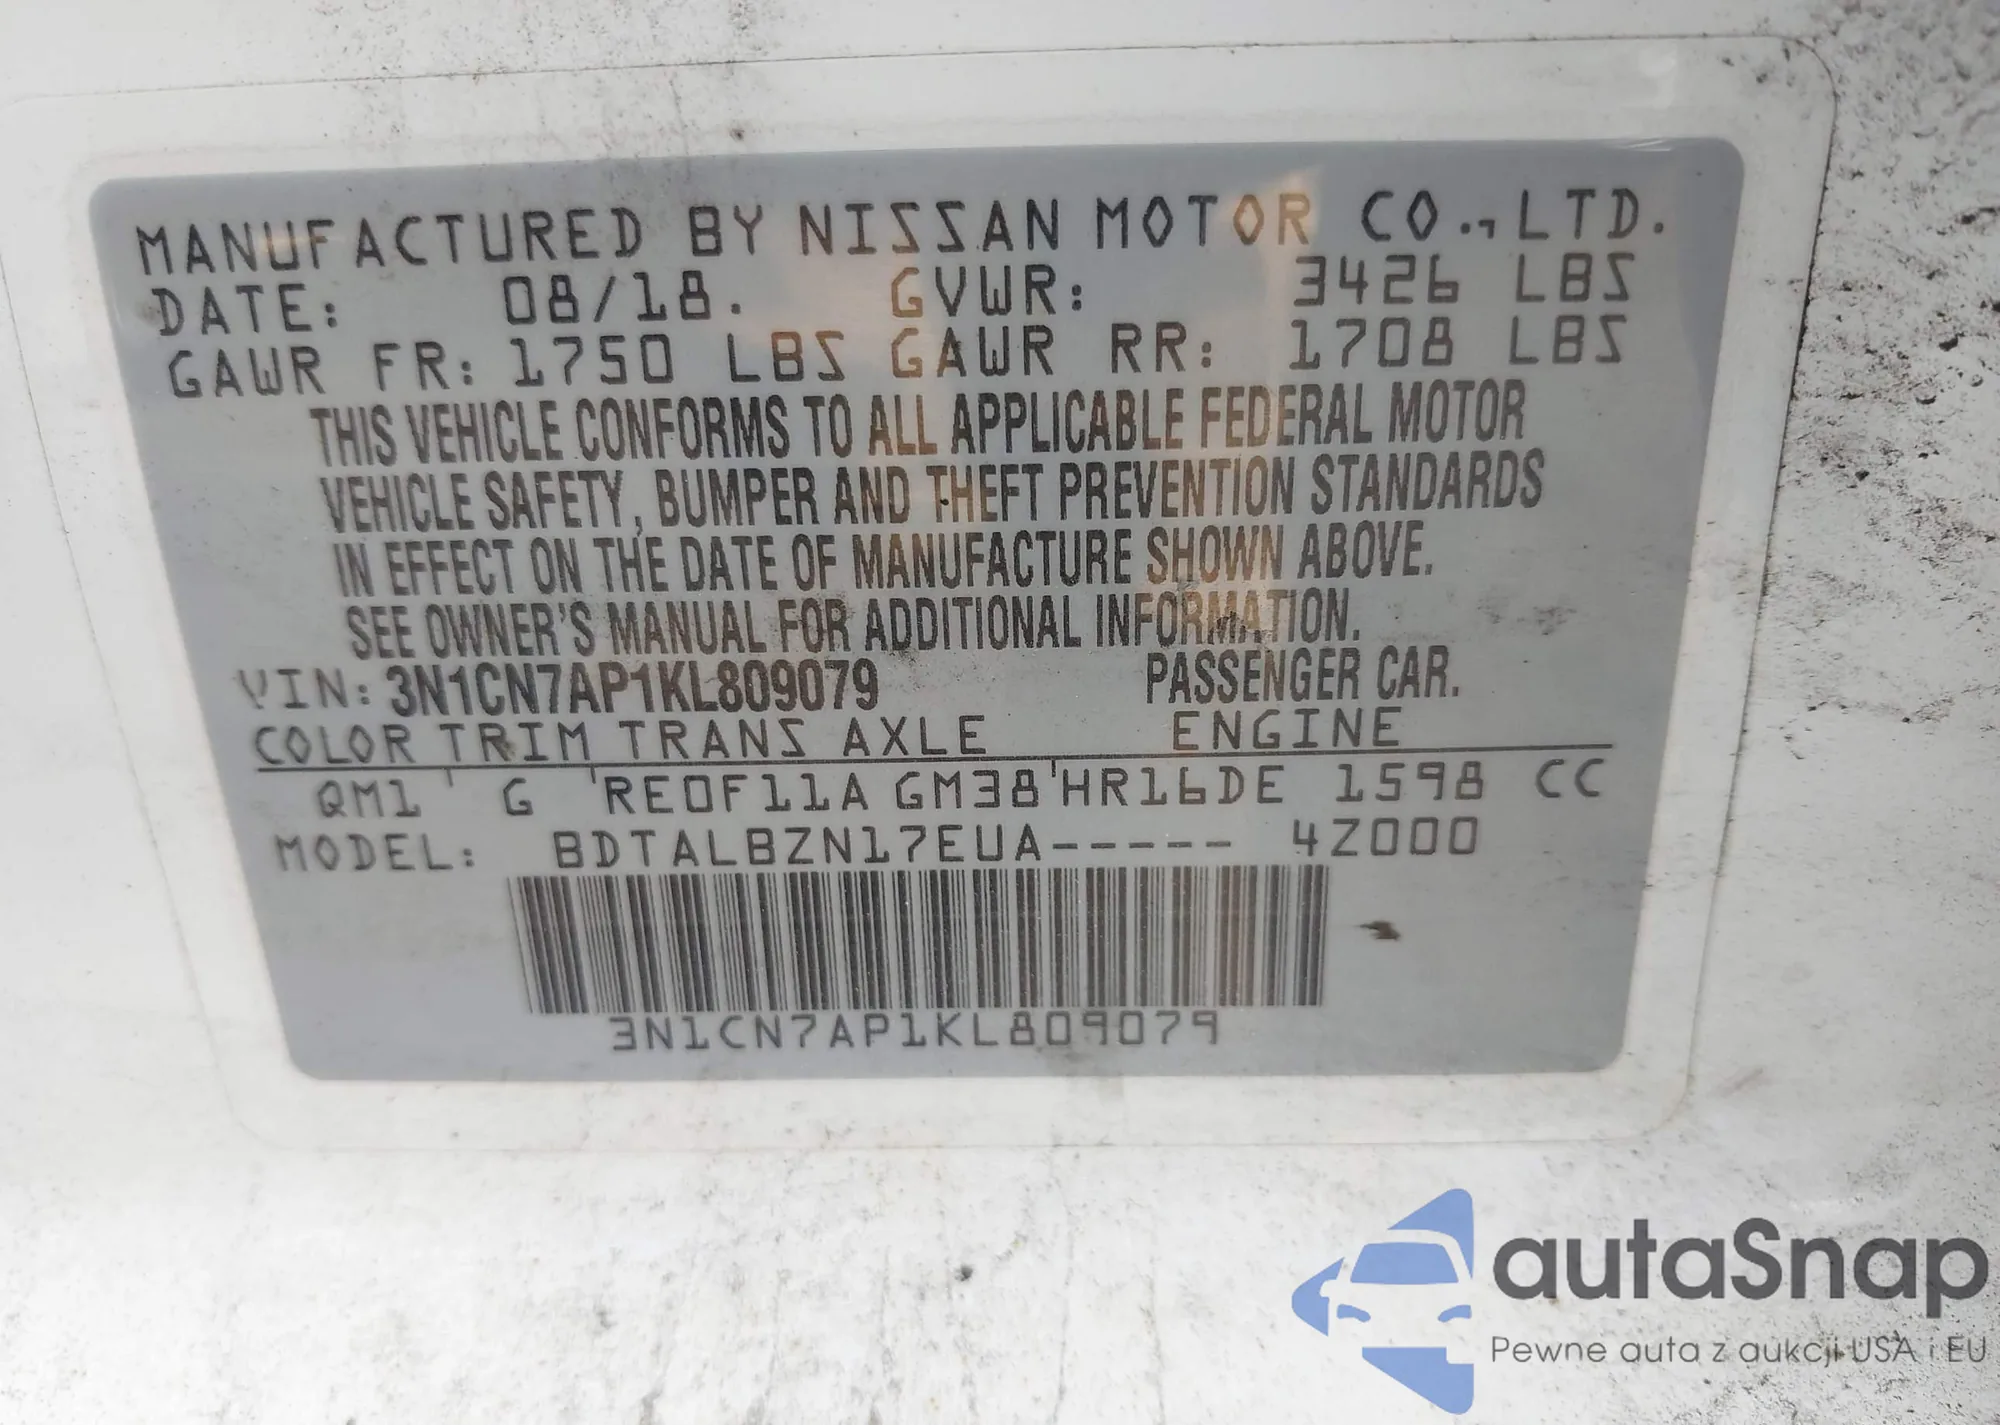 MANUFACTURED BY NISSAN MOTOR CO., LTD.
DATE: 08/18. GVWR: 3426 LBS
GAWR FR: 1750 LBS GAWR RR: 1708 LBS
THIS VEHICLE CONFORMS TO ALL APPLICABLE FEDERAL MOTOR
VEHICLE SAFETY, BUMPER AND THEFT PREVENTION STANDARDS
IN EFFECT ON THE DATE OF MANUFACTURE SHOWN ABOVE.
SEE OWNER'S MANUAL FOR ADDITIONAL INFORMATION.
VIN: 3N1CN7AP1KL809079 PASSENGER CAR.
COLOR TRIM TRANS AXLE ENGINE
QM1 ' G ' RE0F11A GM38 ' HR16DE 1598 CC
MODEL: BDTALBZN17EUA----- 4Z000
3N1CN7AP1KL809079
autaSnap
Pewne auta z aukcji USA i EU